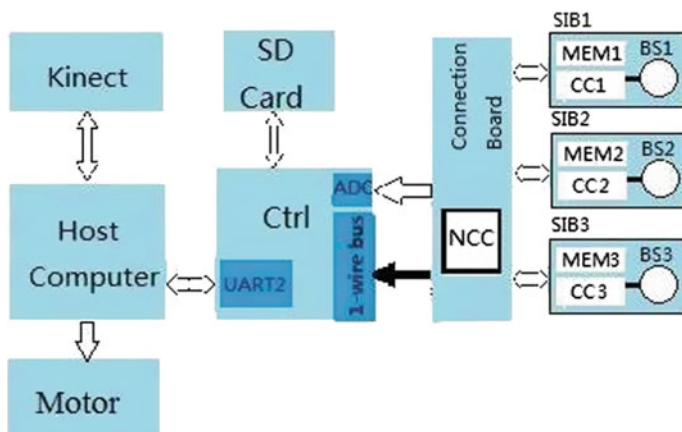 Kinect
Host
Computer
Motor
SD
Card
Ctrl
ADC
UART2
1-wire bus
Connection
Board
NCC
SIB1
MEM1
BS1
CC1
SIB2
MEM2
BS2
CC2
SIB3
MEM3
BS3
CC3